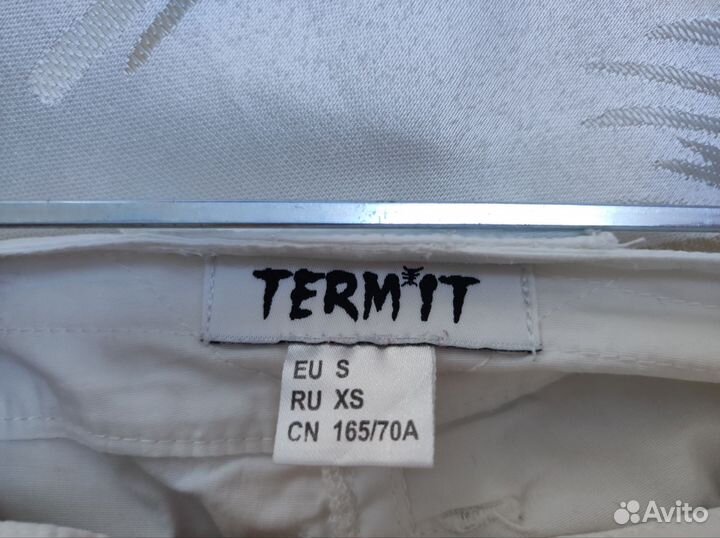 TERMIT
EU S
RU XS
CN 165/70A
Avito